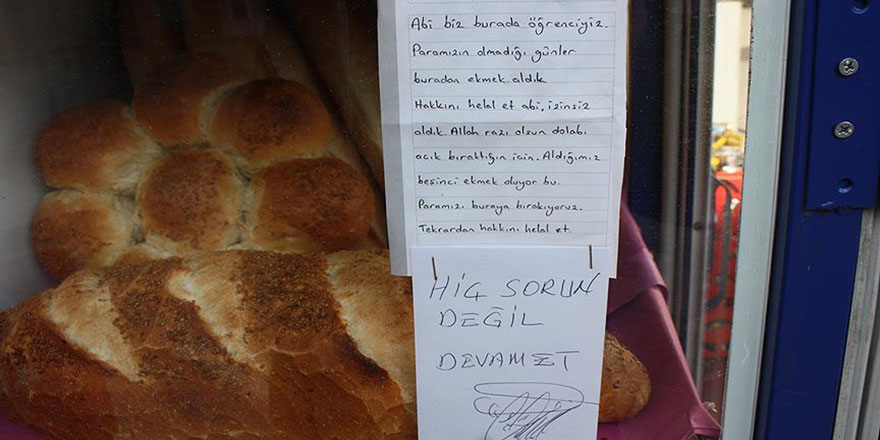 Abi biz burada öğrenciyiz.
Paramızın olmadığı günler
buradan ekmek aldık
Hakkını helal et abi, izinsiz
aldık. Allah razı olsun dolabı
açık bıraktığın için. Aldığımız
beşinci ekmek oluyor bu.
Paramızı buraya bırakıyoruz.
Tekrardan hakkını helal et.
HİÇ SORUN
DEĞİL
DEVAMET